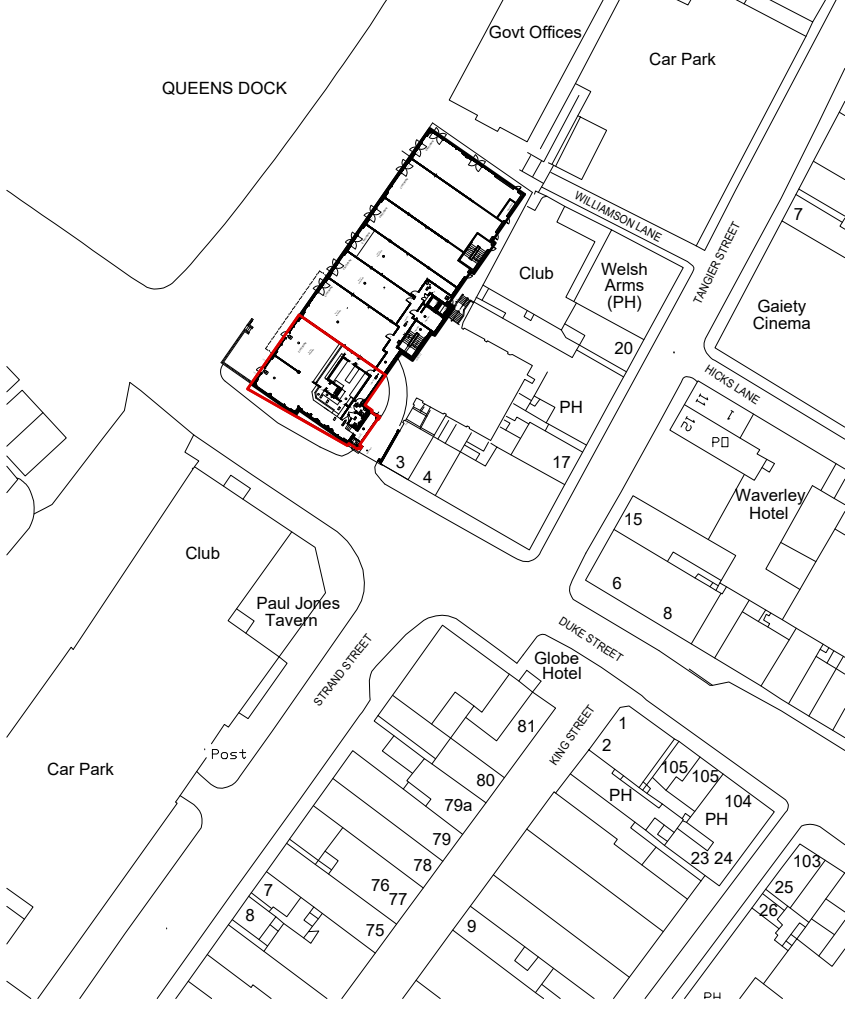 Govt Offices
Car Park
QUEENS DOCK
WILLIAMSON LANE
7
TANGIER STREET
Club
Welsh
Arms
(PH)
Gaiety
Cinema
20
HICKS LANE
PH
11
1
12
PO
3
4
17
Waverley
Hotel
15
Club
6
8
Paul Jones
Tavern
DUKE STREET
STRAND STREET
Globe
Hotel
81
KING STREET
1
2
Post
Car Park
80
105
105
79a
PH
104
PH
79
78
23 24
103
76
77
7
25
8
26
75
9
PH